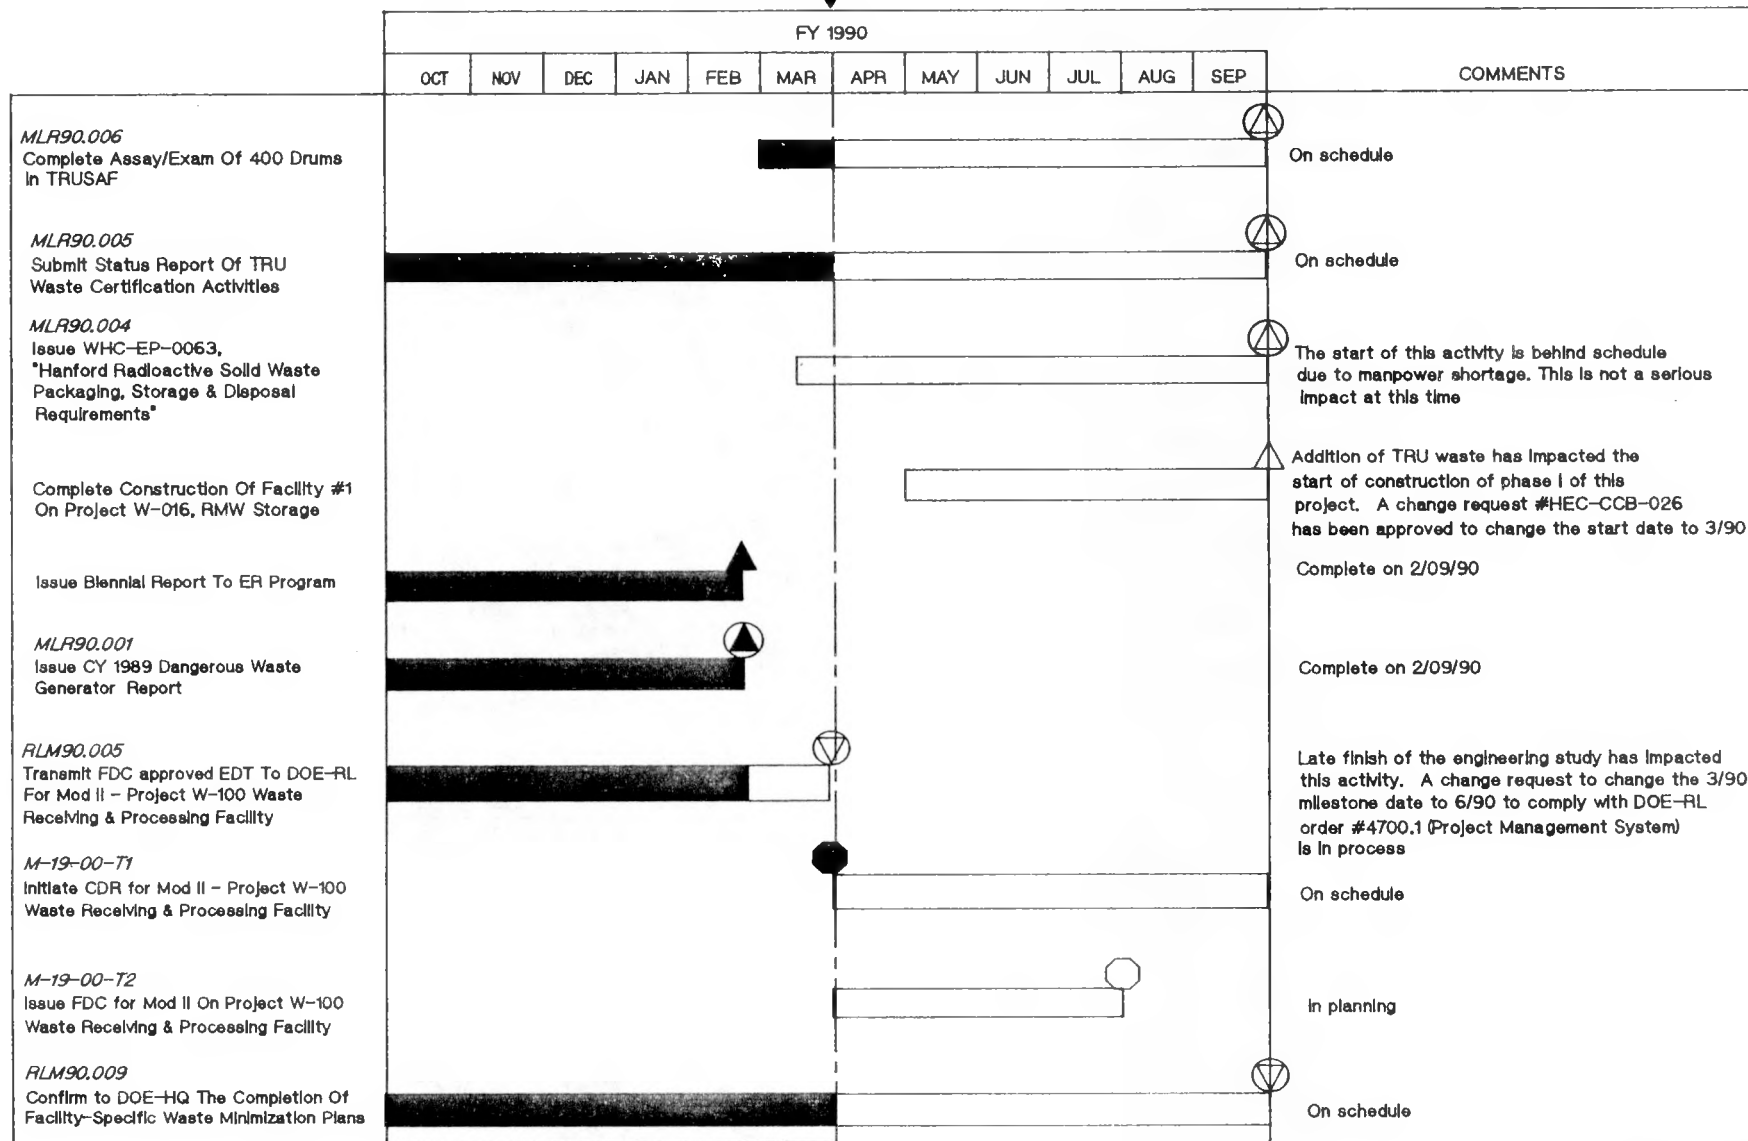 FY 1990
OCT NOV DEC JAN FEB MAR APR MAY JUN JUL AUG SEP COMMENTS
MLR90.006
Complete Assay/Exam Of 400 Drums
In TRUSAF
On schedule
MLR90.005
Submit Status Report Of TRU
Waste Certification Activities
On schedule
MLR90.004
Issue WHC-EP-0063,
"Hanford Radioactive Solid Waste
Packaging, Storage & Disposal
Requirements"
The start of this activity is behind schedule
due to manpower shortage. This is not a serious
impact at this time
Complete Construction Of Facility #1
On Project W-016, RMW Storage
Addition of TRU waste has impacted the
start of construction of phase I of this
project. A change request #HEC-CCB-026
has been approved to change the start date to 3/90
Issue Biennial Report To ER Program
Complete on 2/09/90
MLR90.001
Issue CY 1989 Dangerous Waste
Generator Report
Complete on 2/09/90
RLM90.005
Transmit FDC approved EDT To DOE-RL
For Mod II - Project W-100 Waste
Receiving & Processing Facility
Late finish of the engineering study has impacted
this activity. A change request to change the 3/90
milestone date to 6/90 to comply with DOE-RL
order #4700.1 (Project Management System)
is in process
M-19-00-T1
Initiate CDR for Mod II - Project W-100
Waste Receiving & Processing Facility
On schedule
M-19-00-T2
Issue FDC for Mod II On Project W-100
Waste Receiving & Processing Facility
In planning
RLM90.009
Confirm to DOE-HQ The Completion Of
Facility-Specific Waste Minimization Plans
On schedule